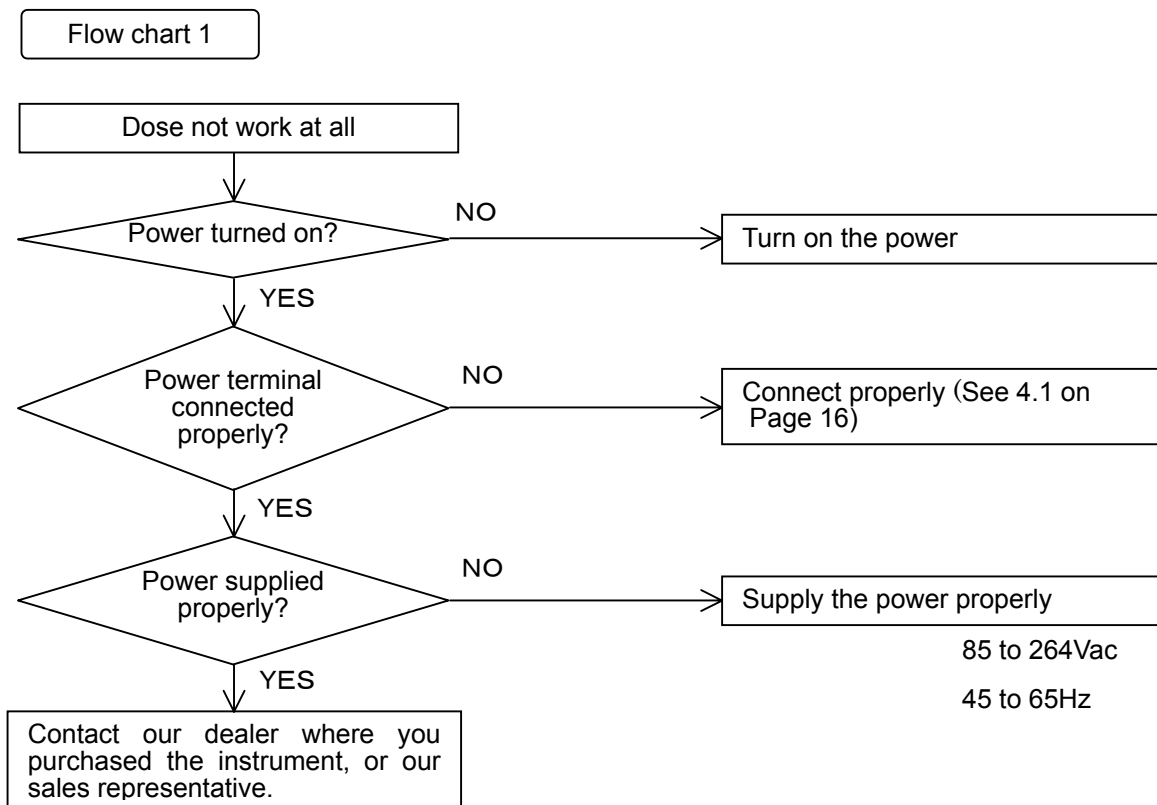 Flow chart 1
Dose not work at all
Power turned on?
NO
Turn on the power
YES
Power terminal
connected
properly?
NO
Connect properly (See 4.1 on
Page 16)
YES
Power supplied
properly?
NO
Supply the power properly
85 to 264Vac
45 to 65Hz
YES
Contact our dealer where you
purchased the instrument, or our
sales representative.